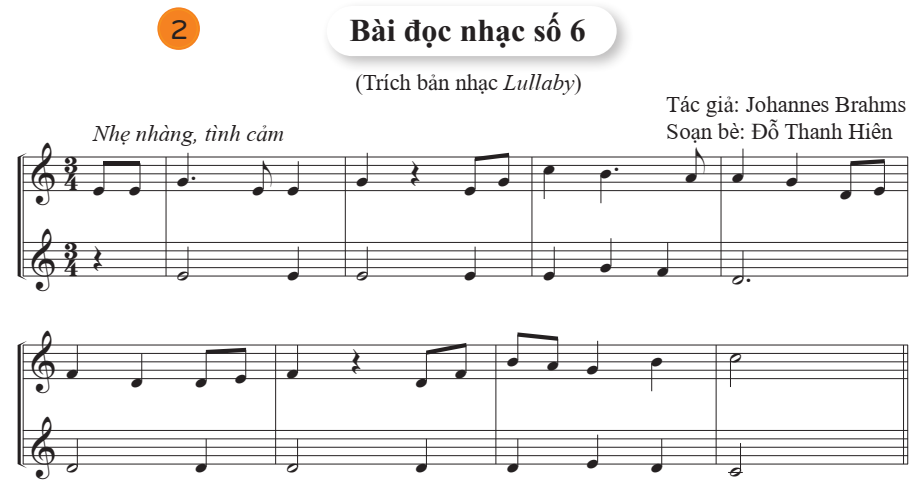 2
Bài đọc nhạc số 6
(Trích bản nhạc Lullaby)
Tác giả: Johannes Brahms
Nhẹ nhàng, tình cảm
Soạn bè: Đỗ Thanh Hiên
3
4
3
4